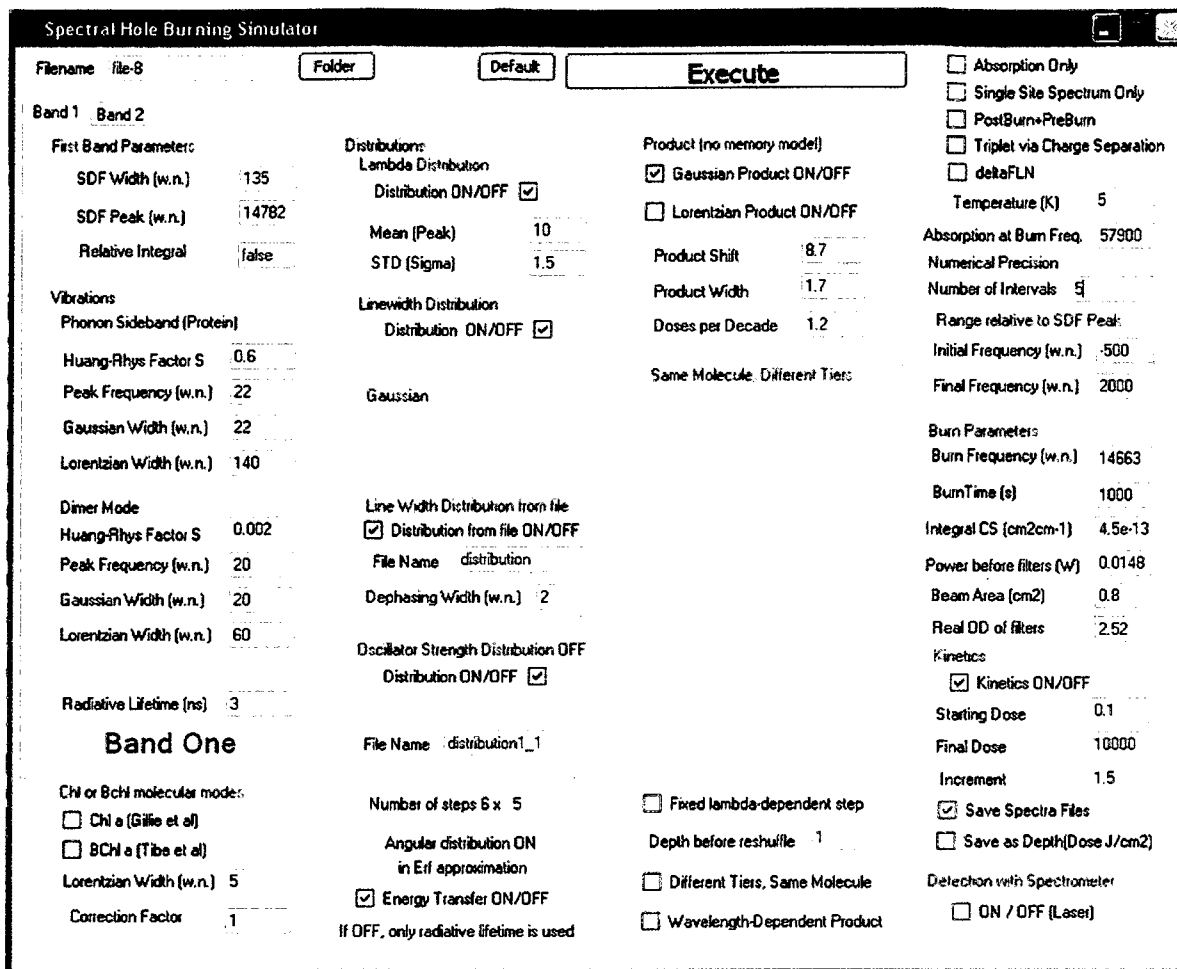 Spectral Hole Burning Simulator
Filename file-8
Folder
Default
Execute
Band 1 Band 2
First Band Parameters
SDF Width (w.n.) 135
SDF Peak (w.n.) 14782
Relative Integral false
Vibrations
Phonon Sideband (Protein)
Huang-Rhys Factor S 0.6
Peak Frequency (w.n.) 22
Gaussian Width (w.n.) 22
Lorentzian Width (w.n.) 140
Dimer Mode
Huang-Rhys Factor S 0.002
Peak Frequency (w.n.) 20
Gaussian Width (w.n.) 20
Lorentzian Width (w.n.) 60
Radiative Lifetime (ns) 3
Band One
Chl or Bchl molecular modes
Chl a (Gillie et al)
BChl a (Tibe et al)
Lorentzian Width (w.n.) 5
Correction Factor .1
Distributions
Lambda Distribution
Distribution ON/OFF
Mean (Peak) 10
STD (Sigma) 1.5
Linewidth Distribution
Distribution ON/OFF
Gaussian
Line Width Distribution from file
Distribution from file ON/OFF
File Name distribution
Dephasing Width (w.n.) 2
Oscillator Strength Distribution OFF
Distribution ON/OFF
File Name distribution1_1
Number of steps 6 x 5
Angular distribution ON
in Erf approximation
Energy Transfer ON/OFF
If OFF, only radiative lifetime is used
Product (no memory model)
Gaussian Product ON/OFF
Lorentzian Product ON/OFF
Product Shift 8.7
Product Width 1.7
Doses per Decade 1.2
Same Molecule, Different Tiers
Fixed lambda-dependent step
Depth before reshuffle 1
Different Tiers, Same Molecule
Wavelength-Dependent Product
Absorption Only
Single Site Spectrum Only
PostBurn+PreBurn
Triplet via Charge Separation
deltaFLN
Temperature (K) 5
Absorption at Burn Freq. 57900
Numerical Precision
Number of Intervals 5
Range relative to SDF Peak
Initial Frequency (w.n.) -500
Final Frequency (w.n.) 2000
Burn Parameters
Burn Frequency (w.n.) 14663
BurnTime (s) 1000
Integral CS (cm2cm-1) 4.5e-13
Power before filters (W) 0.0148
Beam Area (cm2) 0.8
Real OD of filters 2.52
Kinetics
Kinetics ON/OFF
Starting Dose 0.1
Final Dose 10000
Increment 1.5
Save Spectra Files
Save as Depth(Dose J/cm2)
Detection with Spectrometer
ON / OFF (Laser)